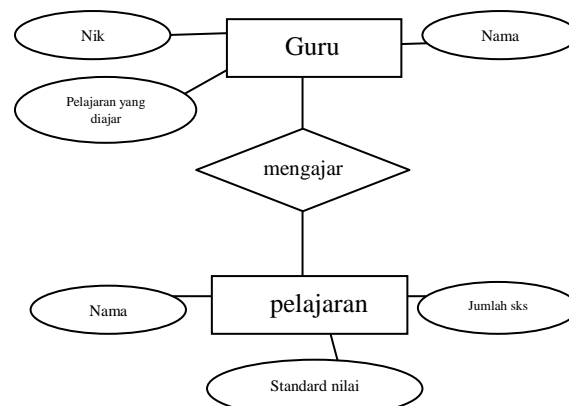 Nik
Guru
Nama
Pelajaran yang
diajar
mengajar
Nama
pelajaran
Jumlah sks
Standard nilai